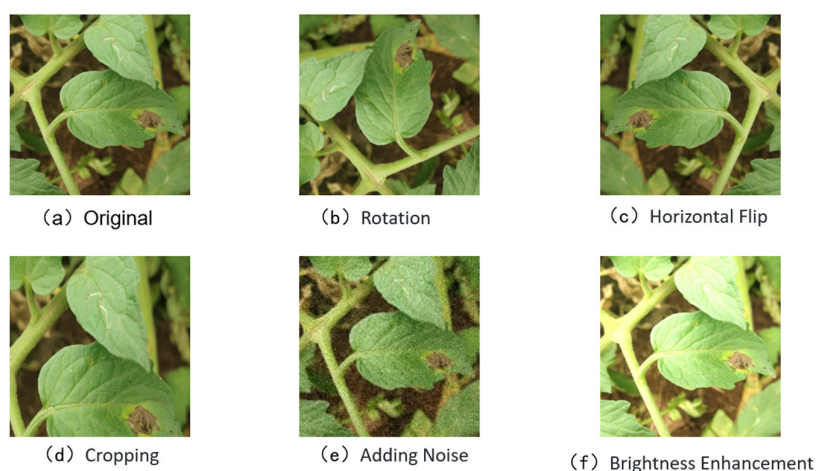 （a）Original
（b）Rotation
（c）Horizontal Flip
（d）Cropping
（e）Adding Noise
（f）Brightness Enhancement